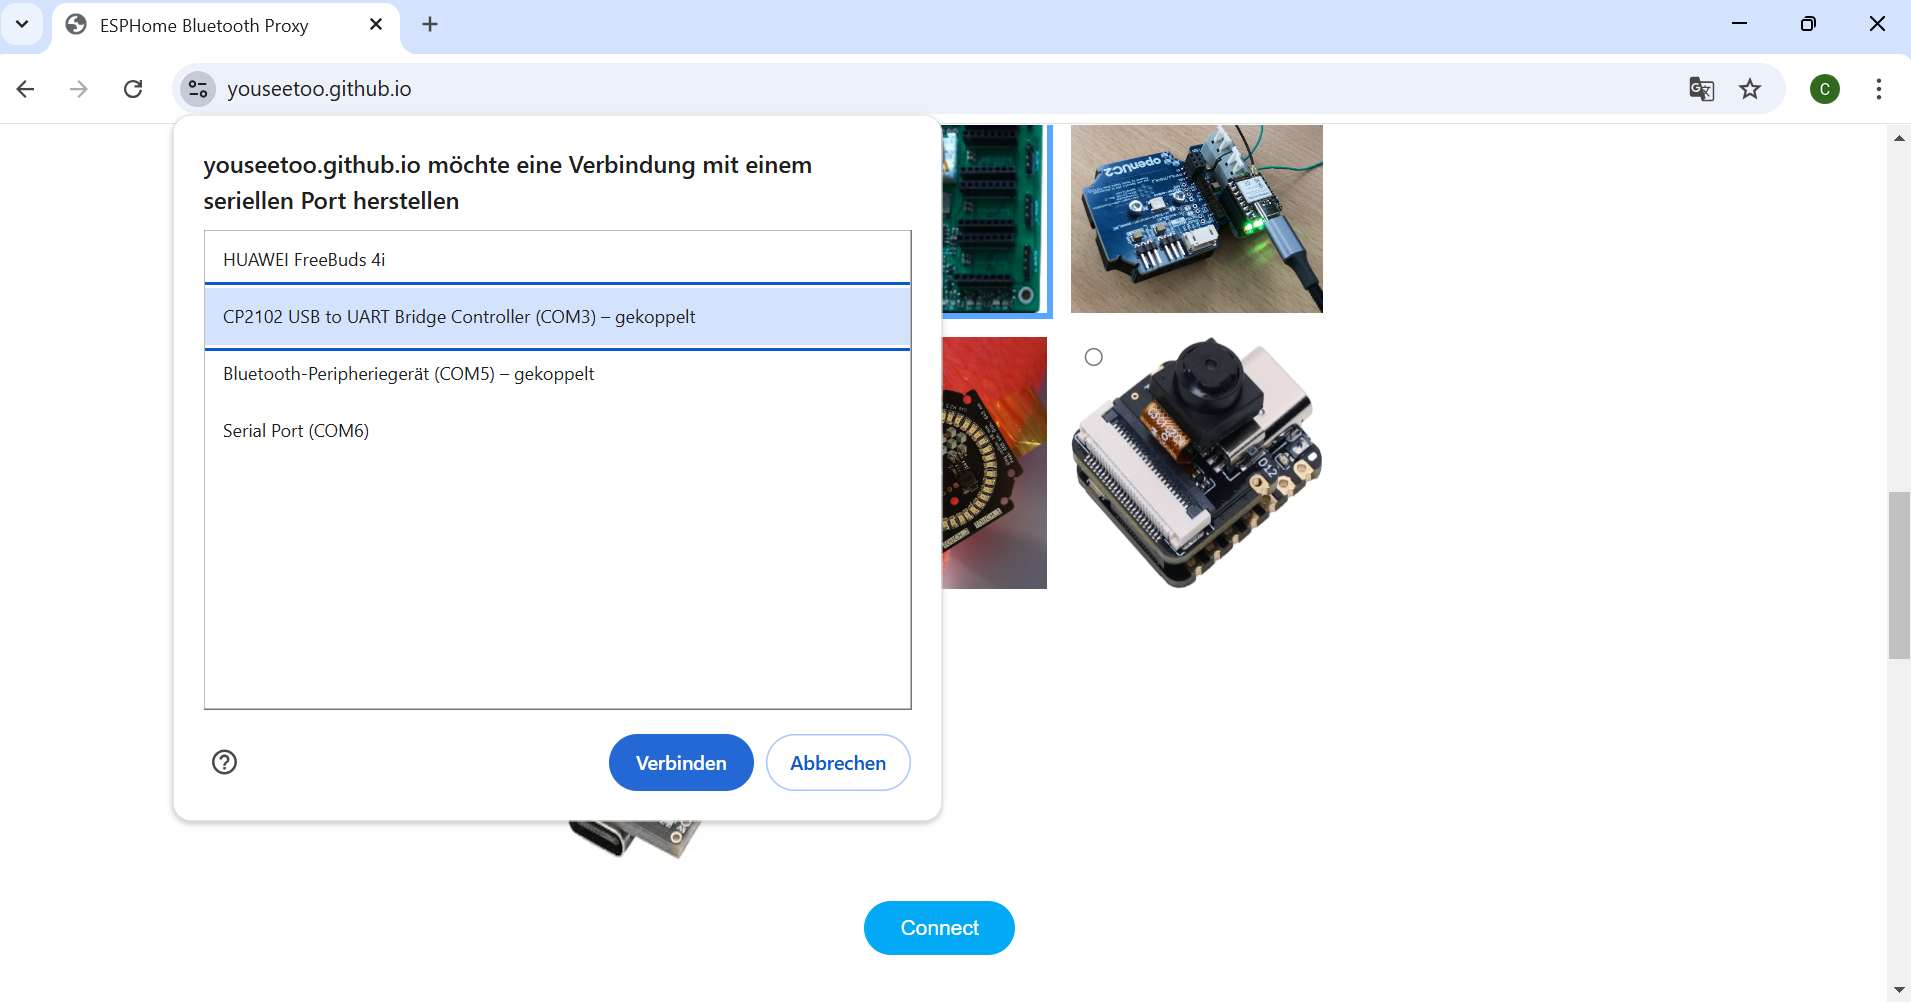 ESPHome Bluetooth Proxy
youseetoo.github.io
C
youseetoo.github.io möchte eine Verbindung mit einem
seriellen Port herstellen
HUAWEI FreeBuds 4i
CP2102 USB to UART Bridge Controller (COM3) – gekoppelt
Bluetooth-Peripheriegerät (COM5) – gekoppelt
Serial Port (COM6)
Verbinden
Abbrechen
openUC2
D12
Connect